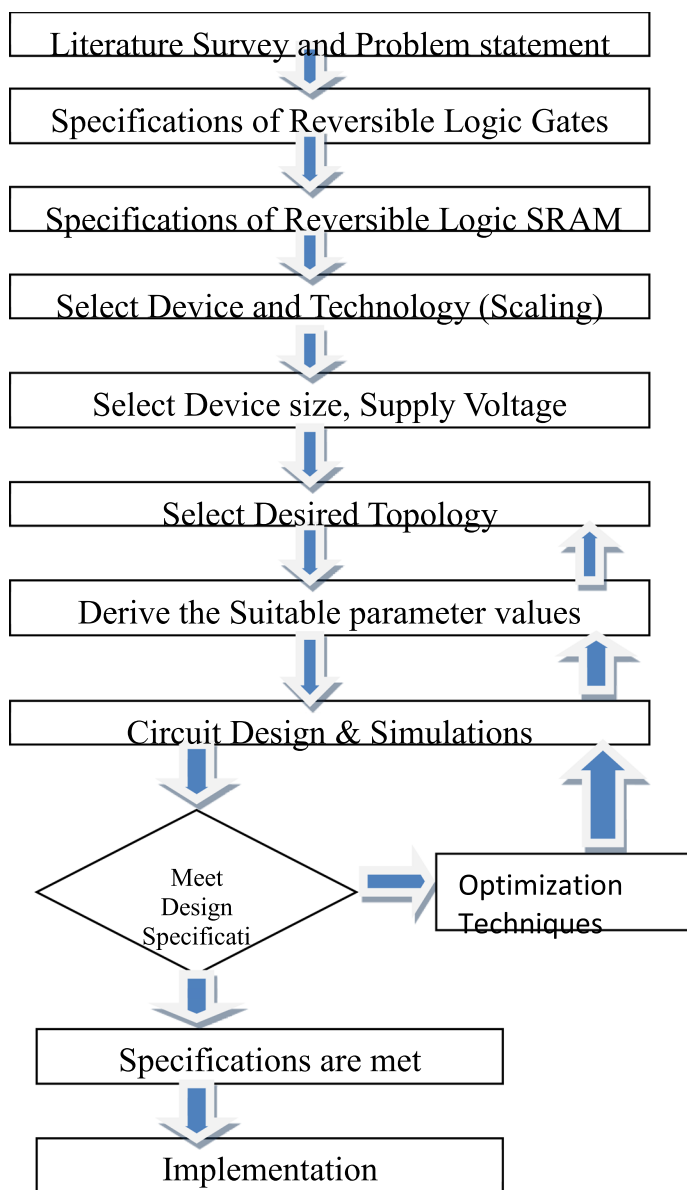 Literature Survey and Problem statement
Specifications of Reversible Logic Gates
Specifications of Reversible Logic SRAM
Select Device and Technology (Scaling)
Select Device size, Supply Voltage
Select Desired Topology
Derive the Suitable parameter values
Circuit Design & Simulations
Meet
Design
Specificati
Optimization
Techniques
Specifications are met
Implementation